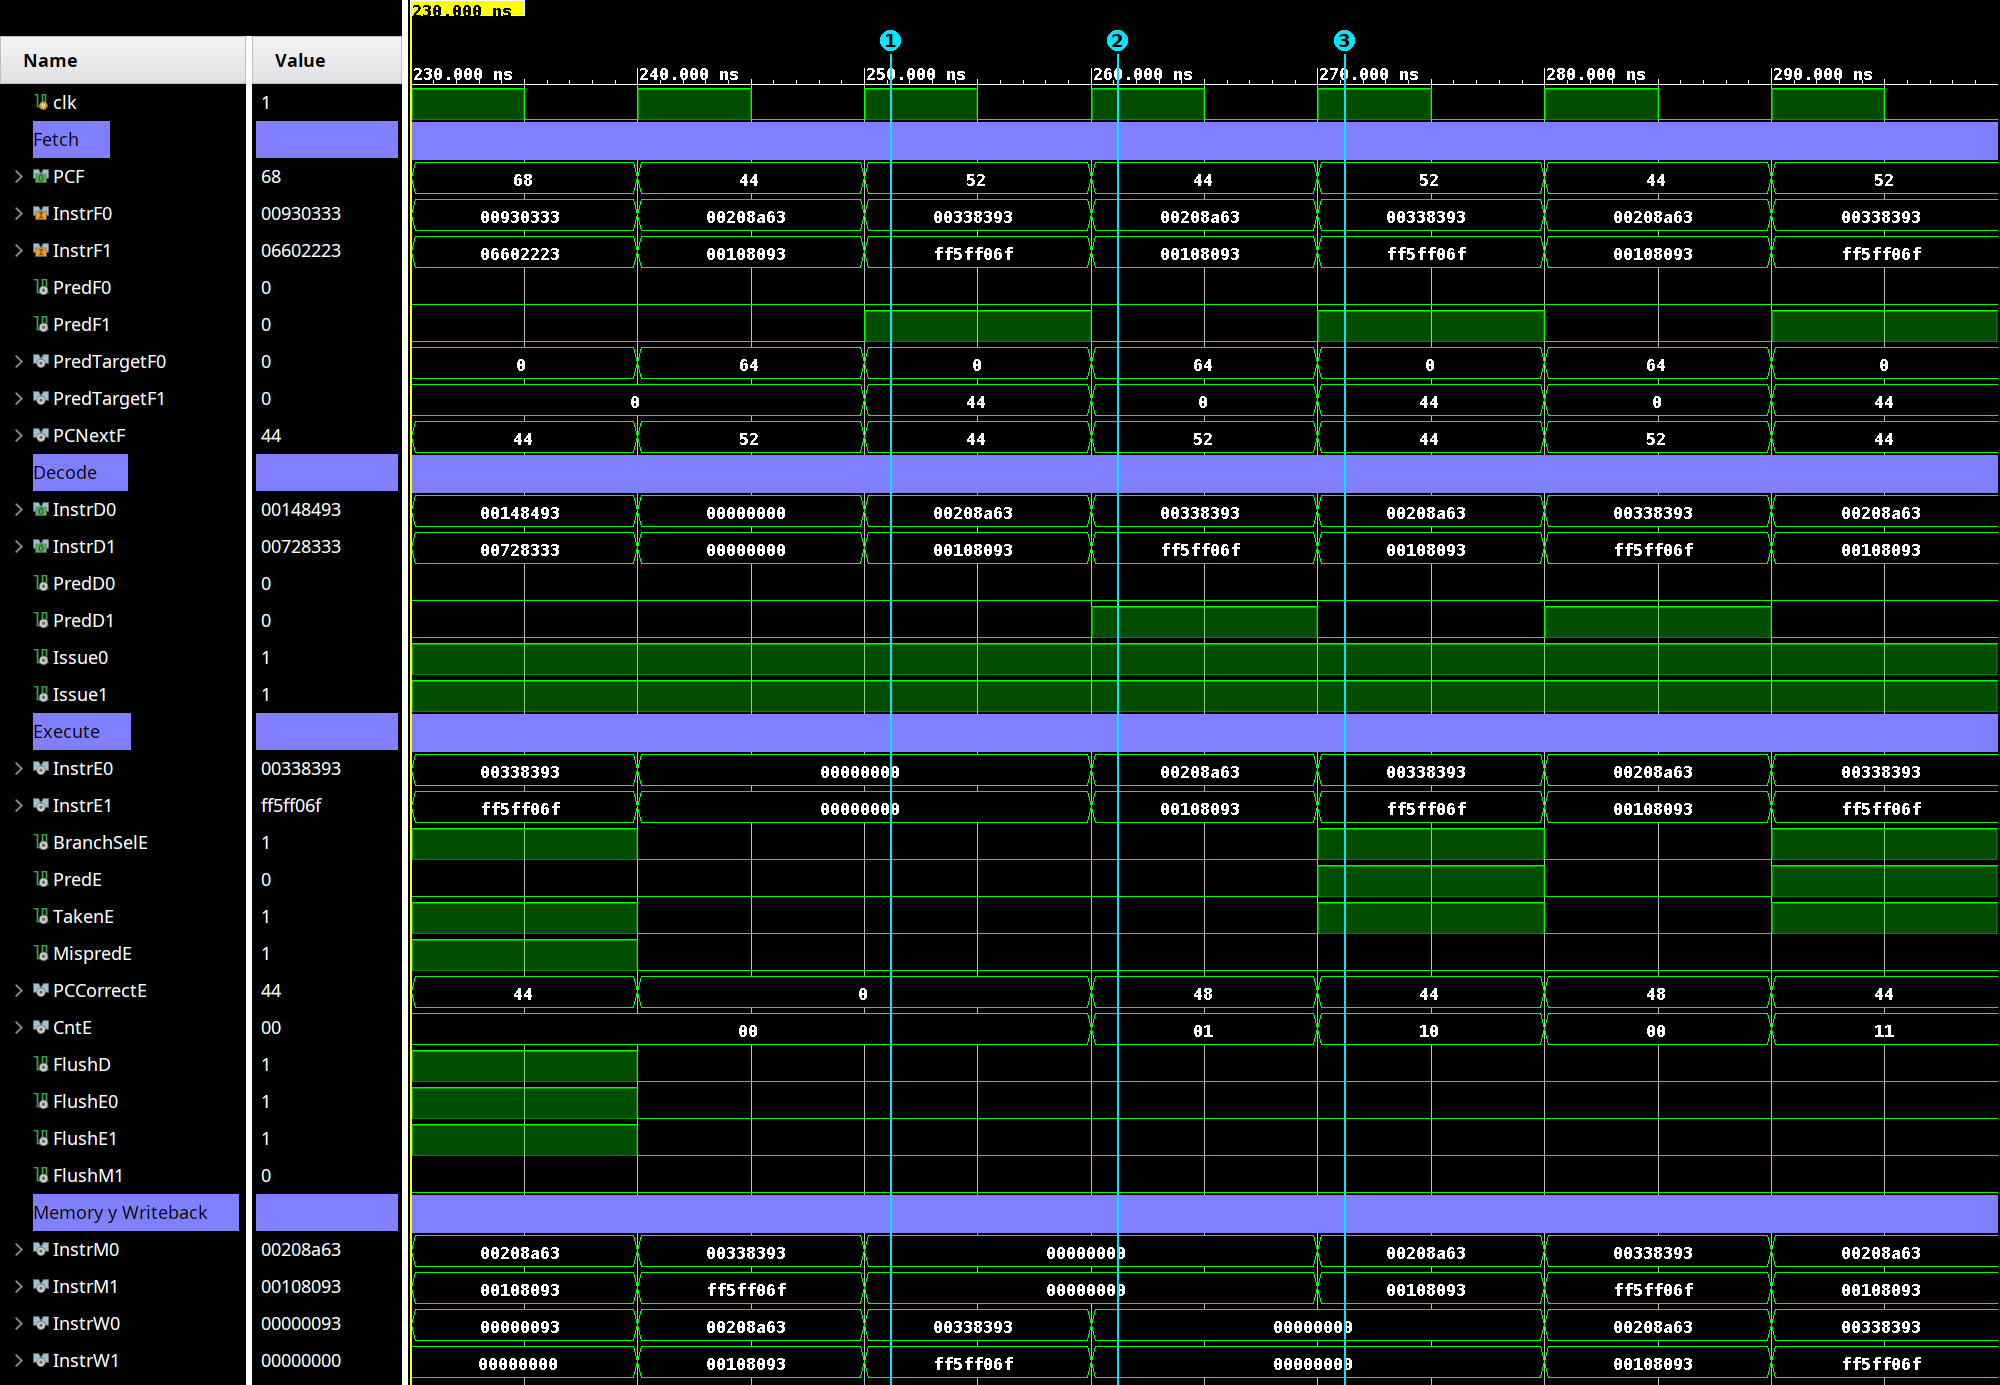 230.000 ns
1 2 3
Name Value
230.000 ns 240.000 ns 250.000 ns 260.000 ns 270.000 ns 280.000 ns 290.000 ns
clk 1
Fetch
PCF 68 68 44 52 44 52 44 52
InstrF0 00930333 00930333 00208a63 00338393 00208a63 00338393 00208a63 00338393
InstrF1 06602223 06602223 00108093 ff5ff06f 00108093 ff5ff06f 00108093 ff5ff06f
PredF0 0
PredF1 0
PredTargetF0 0 0 64 0 64 0 64 0
PredTargetF1 0 0 44 0 44 0 44
PCNextF 44 44 52 44 52 44 52 44
Decode
InstrD0 00148493 00148493 00000000 00208a63 00338393 00208a63 00338393 00208a63
InstrD1 00728333 00728333 00000000 00108093 ff5ff06f 00108093 ff5ff06f 00108093
PredD0 0
PredD1 0
Issue0 1
Issue1 1
Execute
InstrE0 00338393 00338393 00000000 00208a63 00338393 00208a63 00338393
InstrE1 ff5ff06f ff5ff06f 00000000 00108093 ff5ff06f 00108093 ff5ff06f
BranchSelE 1
PredE 0
TakenE 1
MispredE 1
PCCorrectE 44 44 0 48 44 48 44
CntE 00 00 01 10 00 11
FlushD 1
FlushE0 1
FlushE1 1
FlushM1 0
Memory y Writeback
InstrM0 00208a63 00208a63 00338393 00000000 00208a63 00338393 00208a63
InstrM1 00108093 00108093 ff5ff06f 00000000 00108093 ff5ff06f 00108093
InstrW0 00000093 00000093 00208a63 00338393 00000000 00208a63 00338393
InstrW1 00000000 00000000 00108093 ff5ff06f 00000000 00108093 ff5ff06f